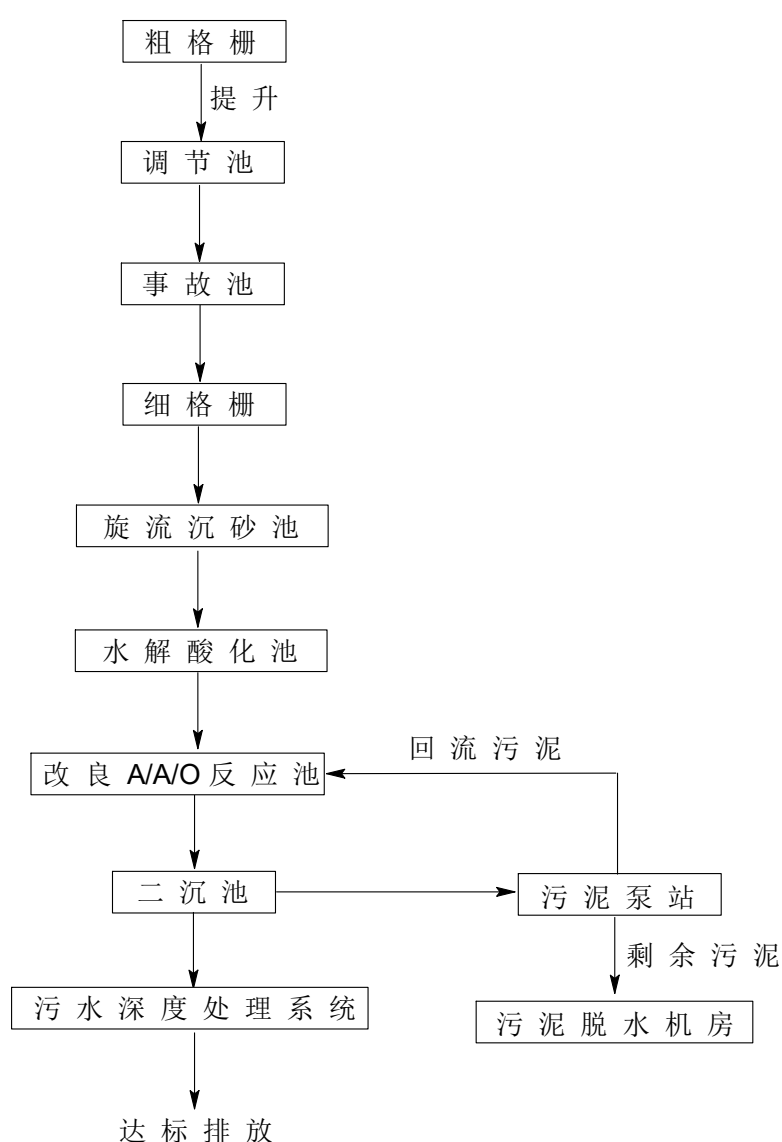 粗格栅
提升
调节池
事故池
细格栅
旋流沉砂池
水解酸化池
回流污泥
改良A/A/O反应池
二沉池
污泥泵站
剩余污泥
污水深度处理系统
污泥脱水机房
达标排放